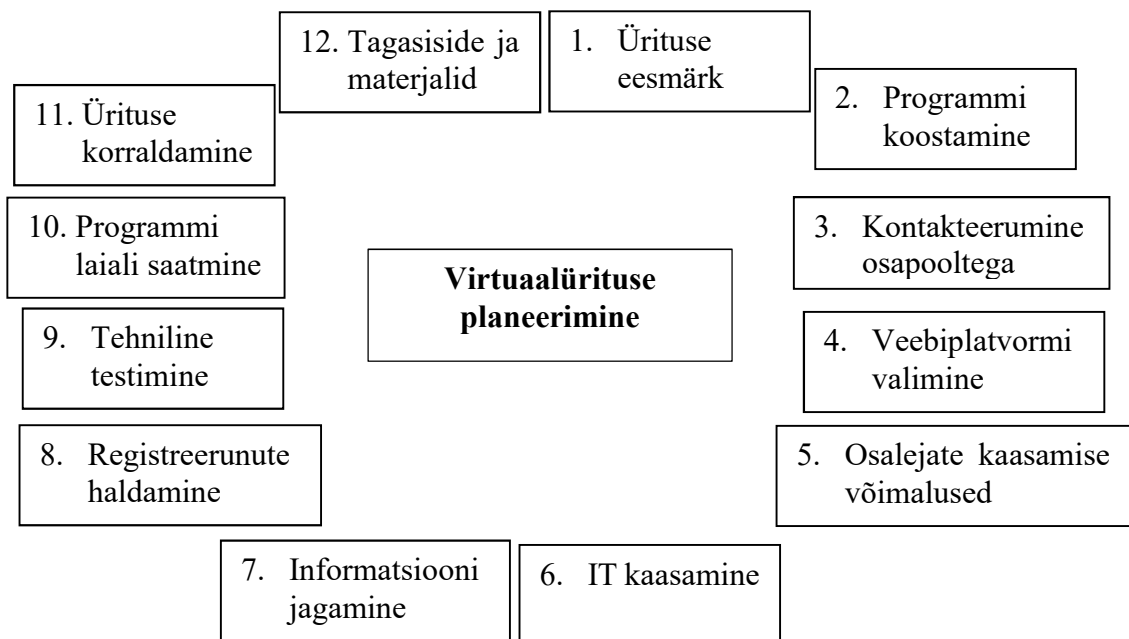 12. Tagasiside ja
materjalid
1. Ürituse
eesmärk
2. Programmi
koostamine
11. Ürituse
korraldamine
10. Programmi
laiali saatmine
3. Kontakteerumine
osapooltega
Virtuaalürituse
planeerimine
9. Tehniline
testimine
4. Veebiplatvormi
valimine
8. Registreerunute
haldamine
5. Osalejate kaasamise
võimalused
7. Informatsiooni
jagamine
6. IT kaasamine